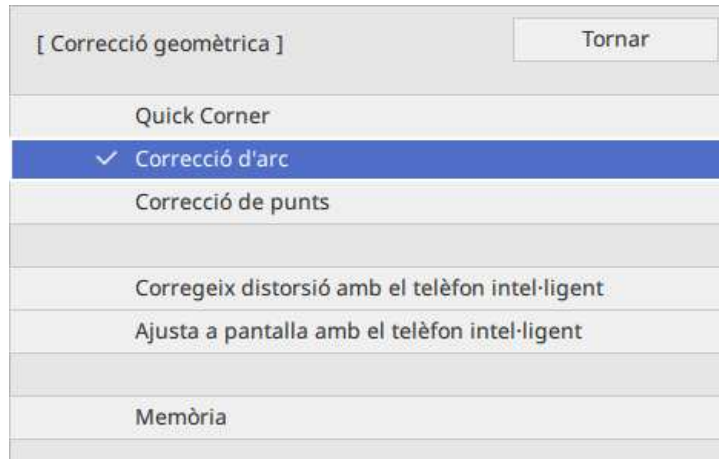 [ Correcció geomètrica ]
Tornar
Quick Corner
Correcció d'arc
Correcció de punts
Corregeix distorsió amb el telèfon intel·ligent
Ajusta a pantalla amb el telèfon intel·ligent
Memòria